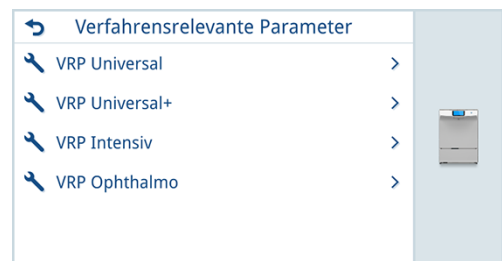 Verfahrensrelevante Parameter
VRP Universal
VRP Universal+
VRP Intensiv
VRP Ophthalmo